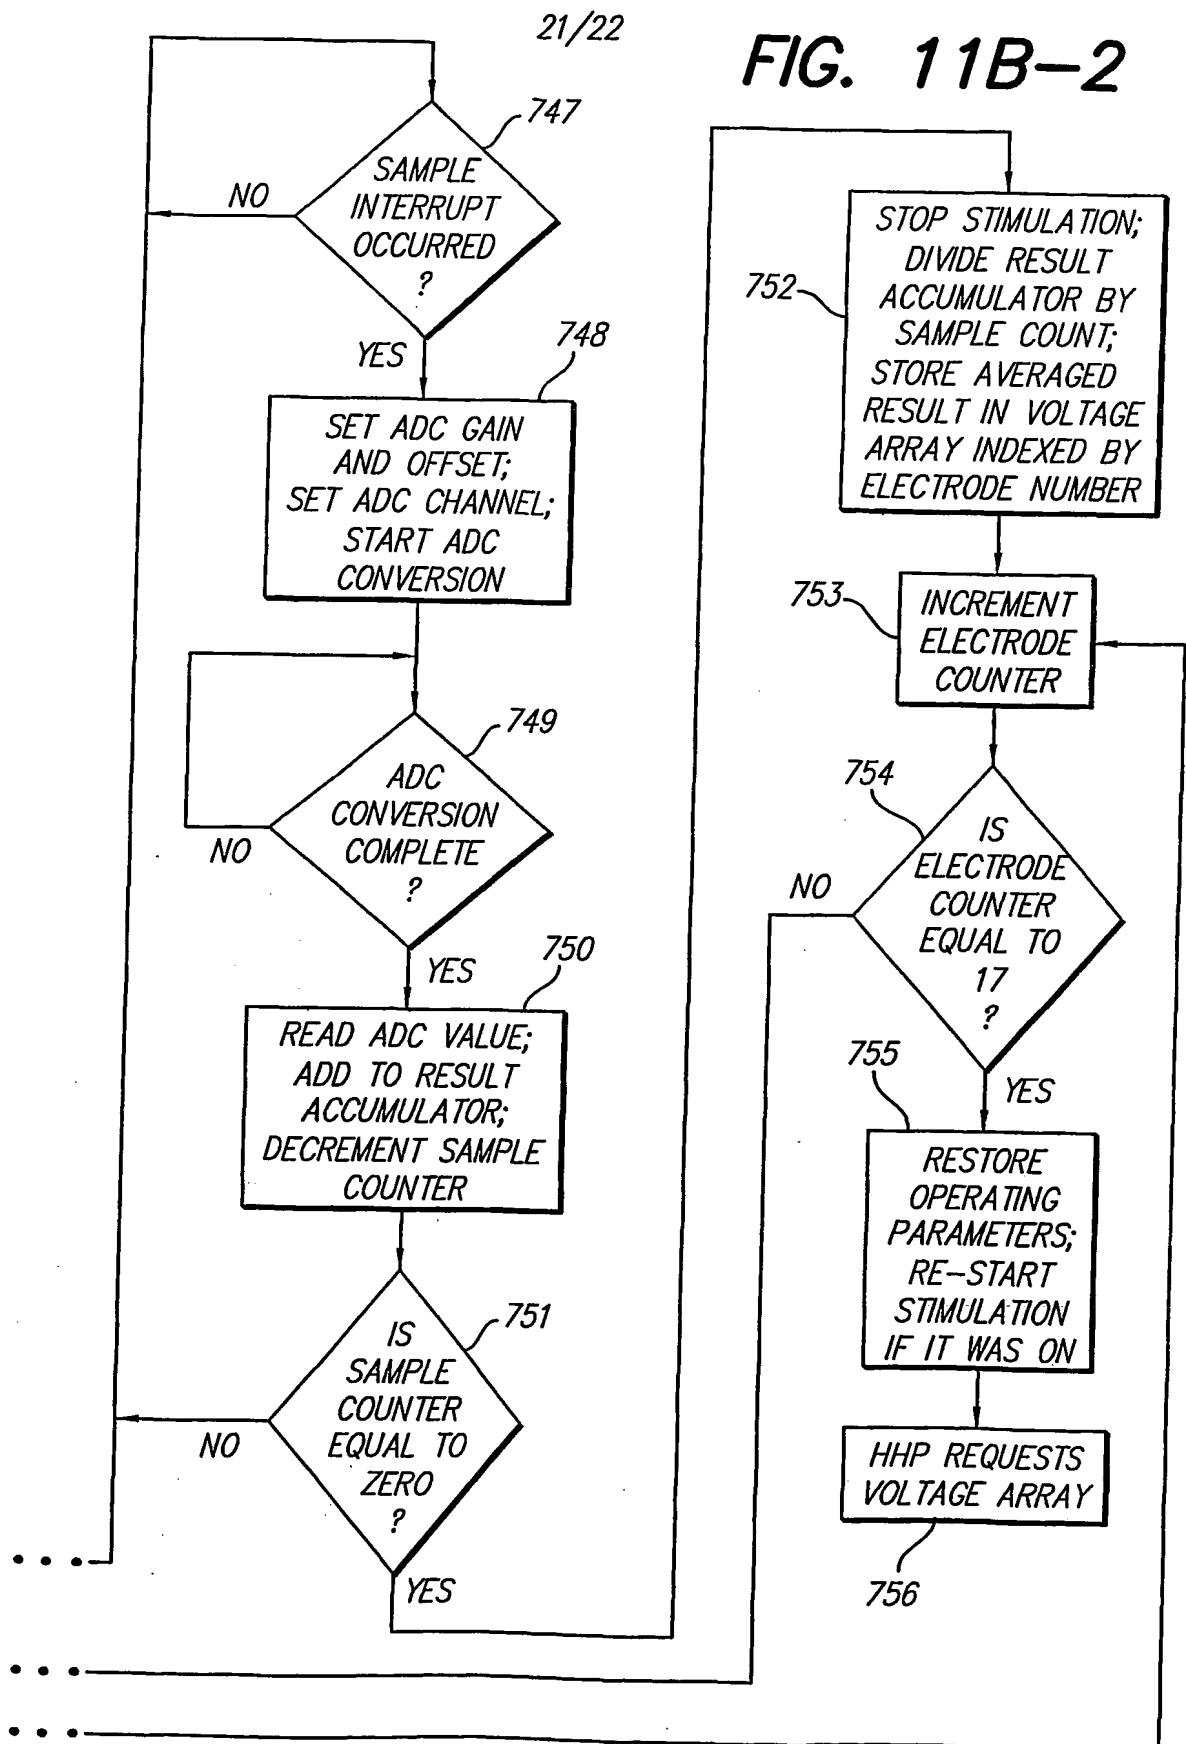 21/22
FIG. 11B-2
747
SAMPLE
INTERRUPT
OCCURRED
?
NO
YES
748
SET ADC GAIN
AND OFFSET;
SET ADC CHANNEL;
START ADC
CONVERSION
749
ADC
CONVERSION
COMPLETE
?
NO
YES
750
READ ADC VALUE;
ADD TO RESULT
ACCUMULATOR;
DECREMENT SAMPLE
COUNTER
751
IS
SAMPLE
COUNTER
EQUAL TO
ZERO
?
NO
YES
752
STOP STIMULATION;
DIVIDE RESULT
ACCUMULATOR BY
SAMPLE COUNT;
STORE AVERAGED
RESULT IN VOLTAGE
ARRAY INDEXED BY
ELECTRODE NUMBER
753
INCREMENT
ELECTRODE
COUNTER
754
IS
ELECTRODE
COUNTER
EQUAL TO
17
?
NO
YES
755
RESTORE
OPERATING
PARAMETERS;
RE-START
STIMULATION
IF IT WAS ON
HHP REQUESTS
VOLTAGE ARRAY
756